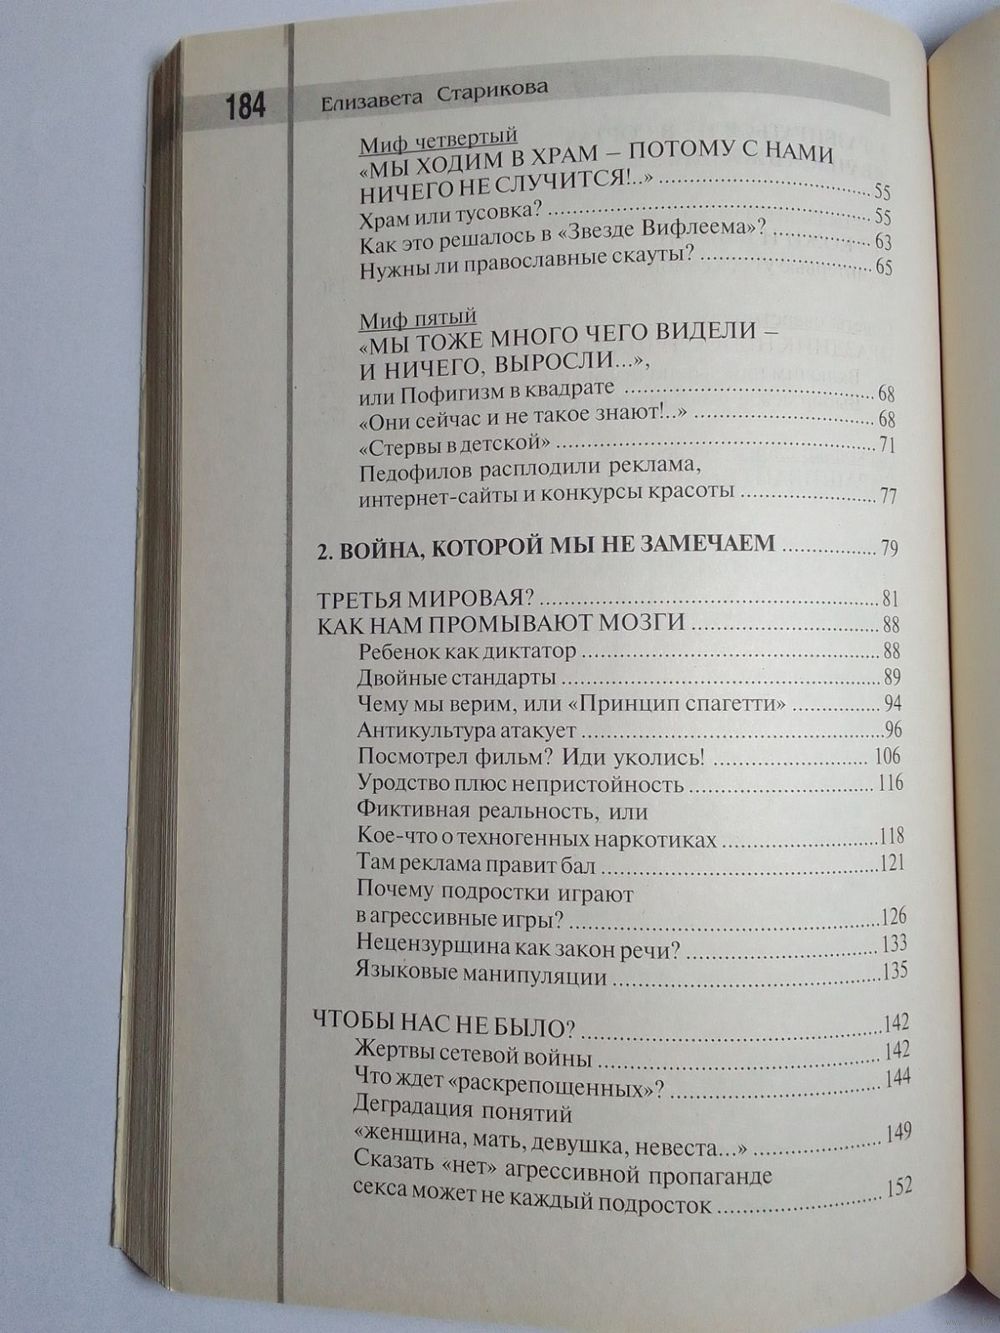 184 Елизавета Старикова
Миф четвертый
«МЫ ХОДИМ В ХРАМ – ПОТОМУ С НАМИ
НИЧЕГО НЕ СЛУЧИТСЯ!..» 55
Храм или тусовка? 55
Как это решалось в «Звезде Вифлеема»? 63
Нужны ли православные скауты? 65
Миф пятый
«МЫ ТОЖЕ МНОГО ЧЕГО ВИДЕЛИ –
И НИЧЕГО, ВЫРОСЛИ...»,
или Пофигизм в квадрате 68
«Они сейчас и не такое знают!..» 68
«Стервы в детской» 71
Педофилов расплодили реклама,
интернет-сайты и конкурсы красоты 77
2. ВОЙНА, КОТОРОЙ МЫ НЕ ЗАМЕЧАЕМ 79
ТРЕТЬЯ МИРОВАЯ? 81
КАК НАМ ПРОМЫВАЮТ МОЗГИ 88
Ребенок как диктатор 88
Двойные стандарты 89
Чему мы верим, или «Принцип спагетти» 94
Антикультура атакует 96
Посмотрел фильм? Иди уколись! 106
Уродство плюс непристойность 116
Фиктивная реальность, или
Кое-что о техногенных наркотиках 118
Там реклама правит бал 121
Почему подростки играют
в агрессивные игры? 126
Нецензурщина как закон речи? 133
Языковые манипуляции 135
ЧТОБЫ НАС НЕ БЫЛО? 142
Жертвы сетевой войны 142
Что ждет «раскрепощенных»? 144
Деградация понятий
«женщина, мать, девушка, невеста...» 149
Сказать «нет» агрессивной пропаганде
секса может не каждый подросток 152